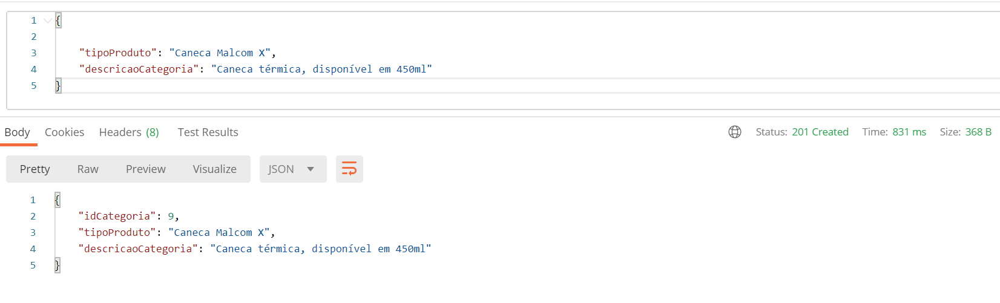 1 {
2
3 "tipoProduto": "Caneca Malcom X",
4 "descricaoCategoria": "Caneca térmica, disponível em 450ml"
5 }
Body Cookies Headers (8) Test Results Status: 201 Created Time: 831 ms Size: 368 B
Pretty Raw Preview Visualize JSON
1 {
2 "idCategoria": 9,
3 "tipoProduto": "Caneca Malcom X",
4 "descricaoCategoria": "Caneca térmica, disponível em 450ml"
5 }